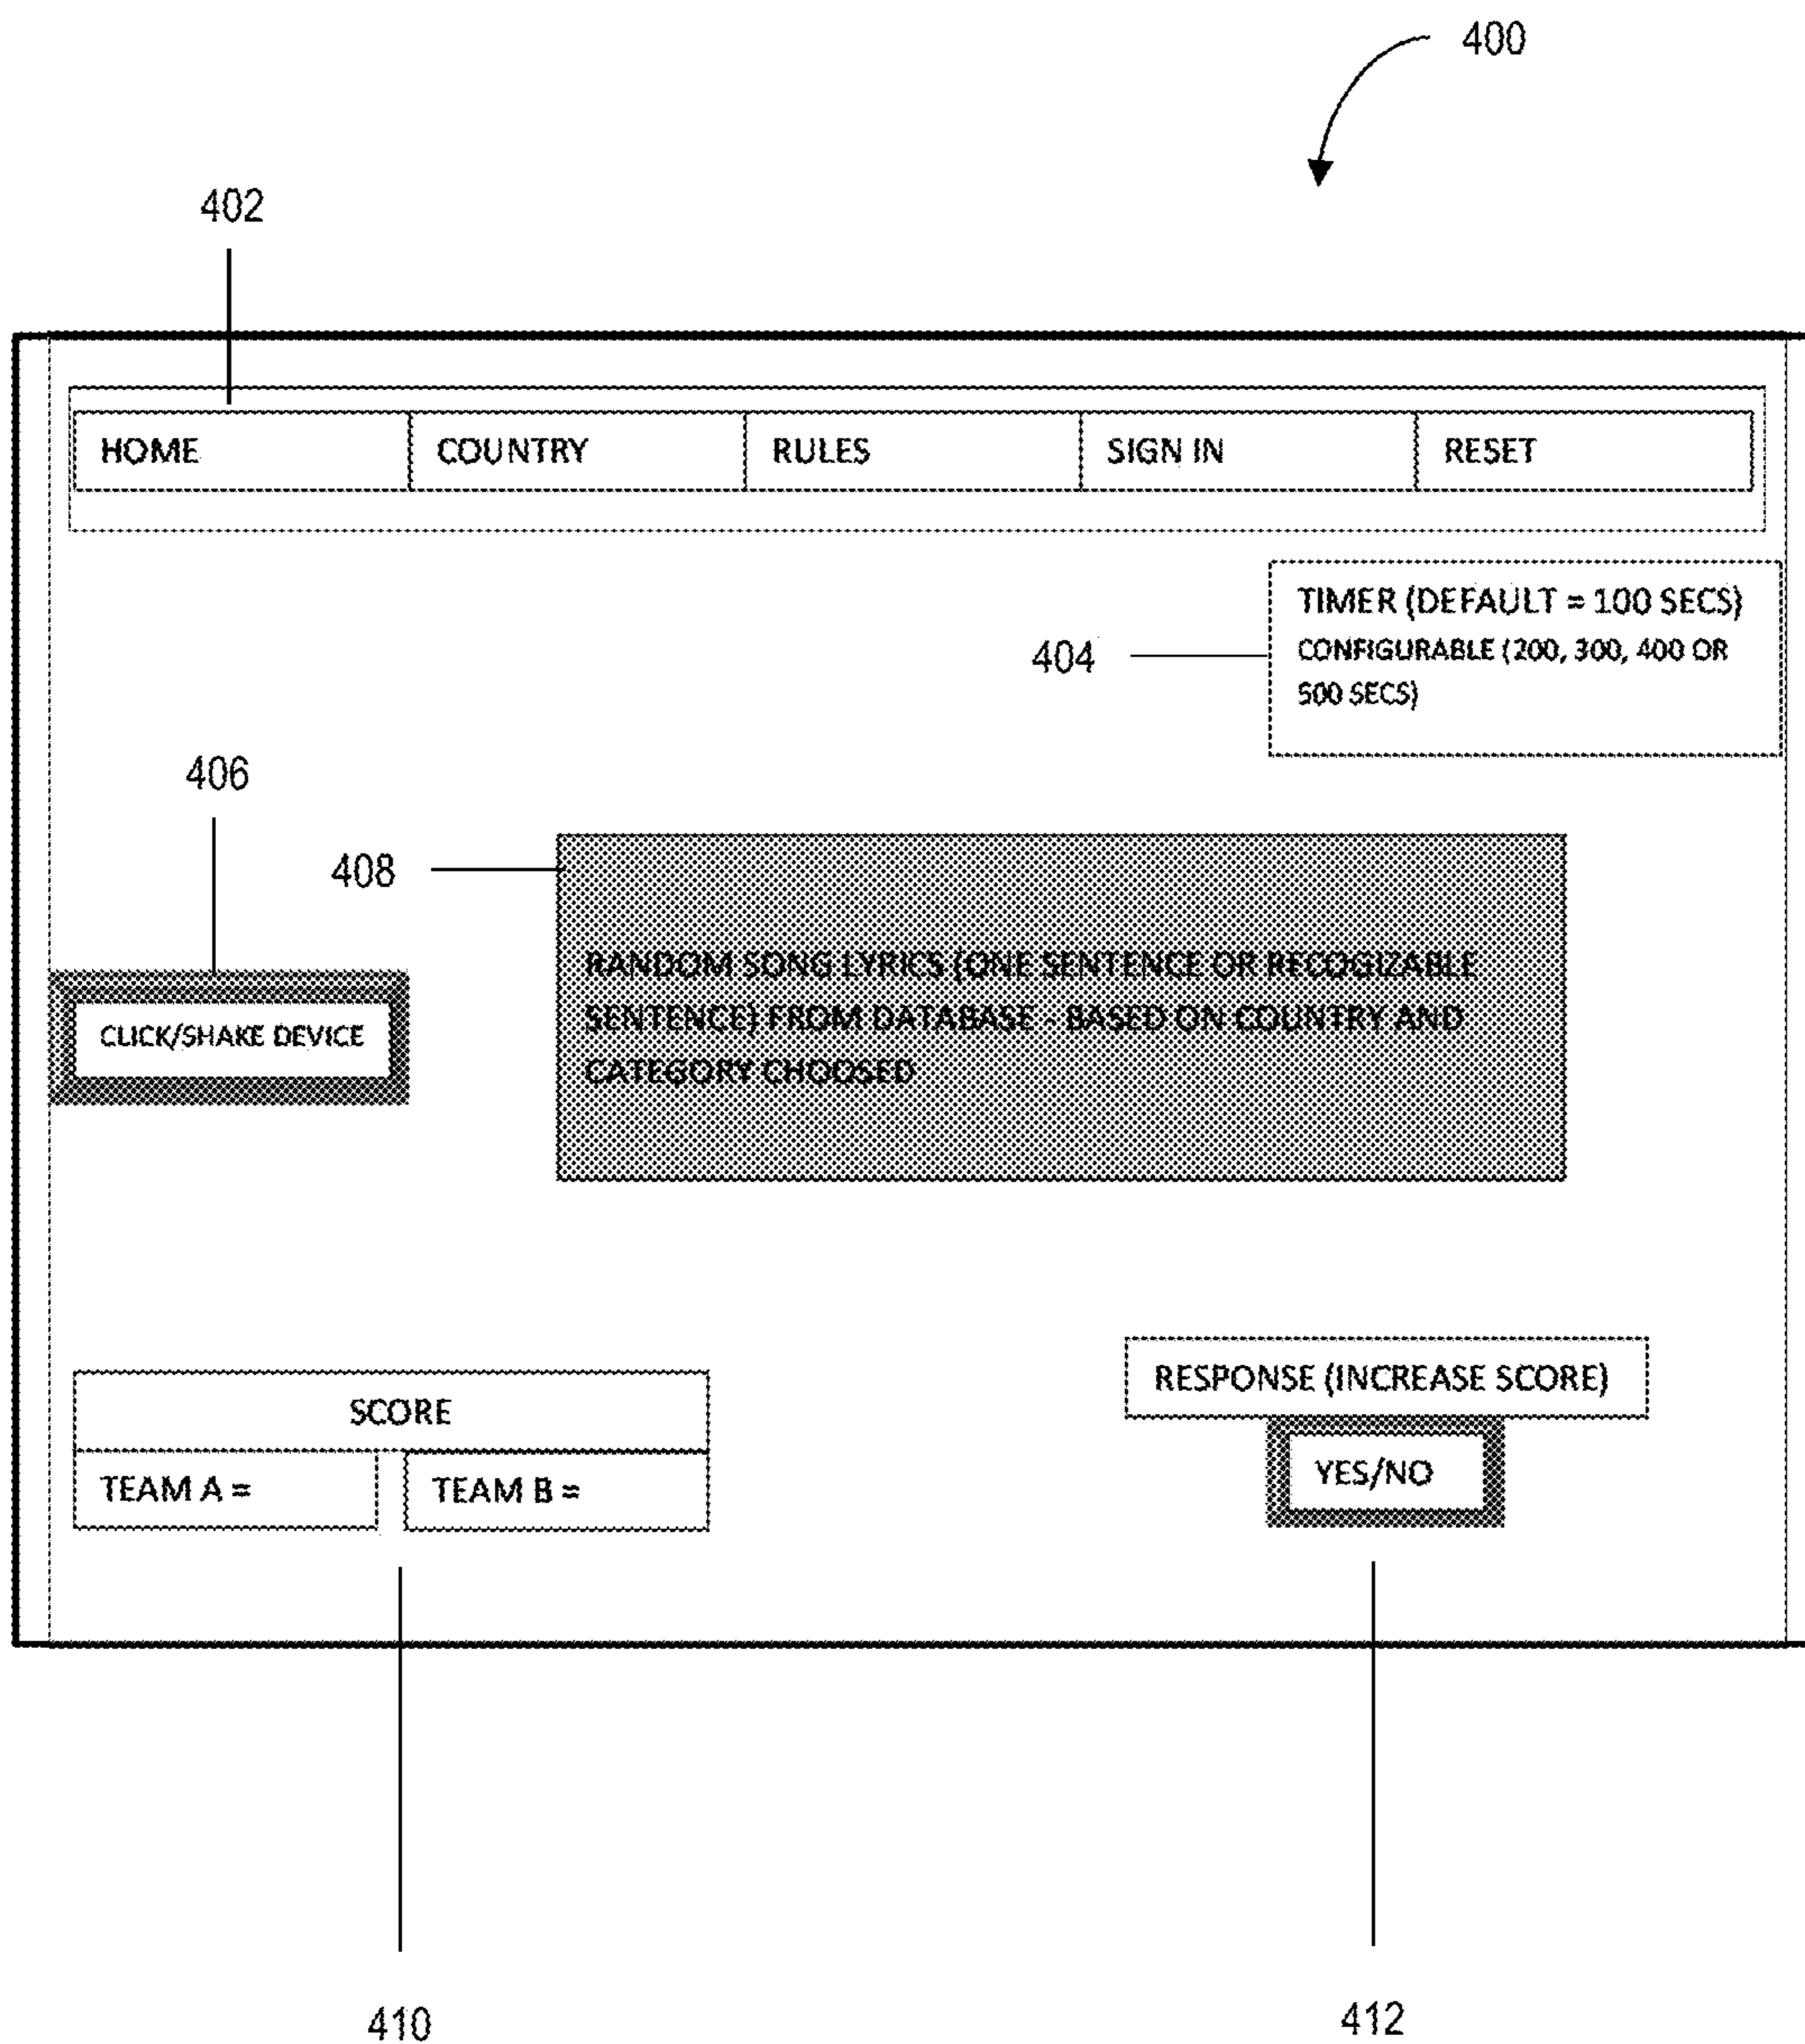 400
402
HOME COUNTRY RULES SIGN IN RESET
TIMER (DEFAULT = 100 SECS)
404
CONFIGURABLE (200, 300, 400 OR
500 SECS)
406
408
RANDOM SONG LYRICS (ONE SENTENCE OR RECOGIZABLE
SENTENCE) FROM DATABASE - BASED ON COUNTRY AND
CATEGORY CHOOSED
CLICK/SHAKE DEVICE
RESPONSE (INCREASE SCORE)
SCORE
YES/NO
TEAM A = TEAM B =
410
412